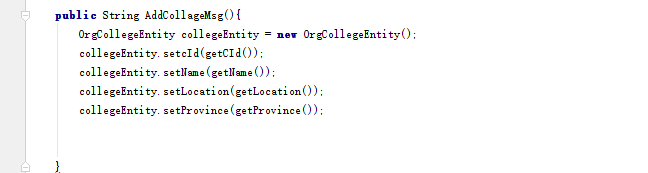 public String AddCollageMsg(){
OrgCollegeEntity collegeEntity = new OrgCollegeEntity();
collegeEntity.setcId(getCId());
collegeEntity.setName(getName());
collegeEntity.setLocation(getLocation());
collegeEntity.setProvince(getProvince());
}